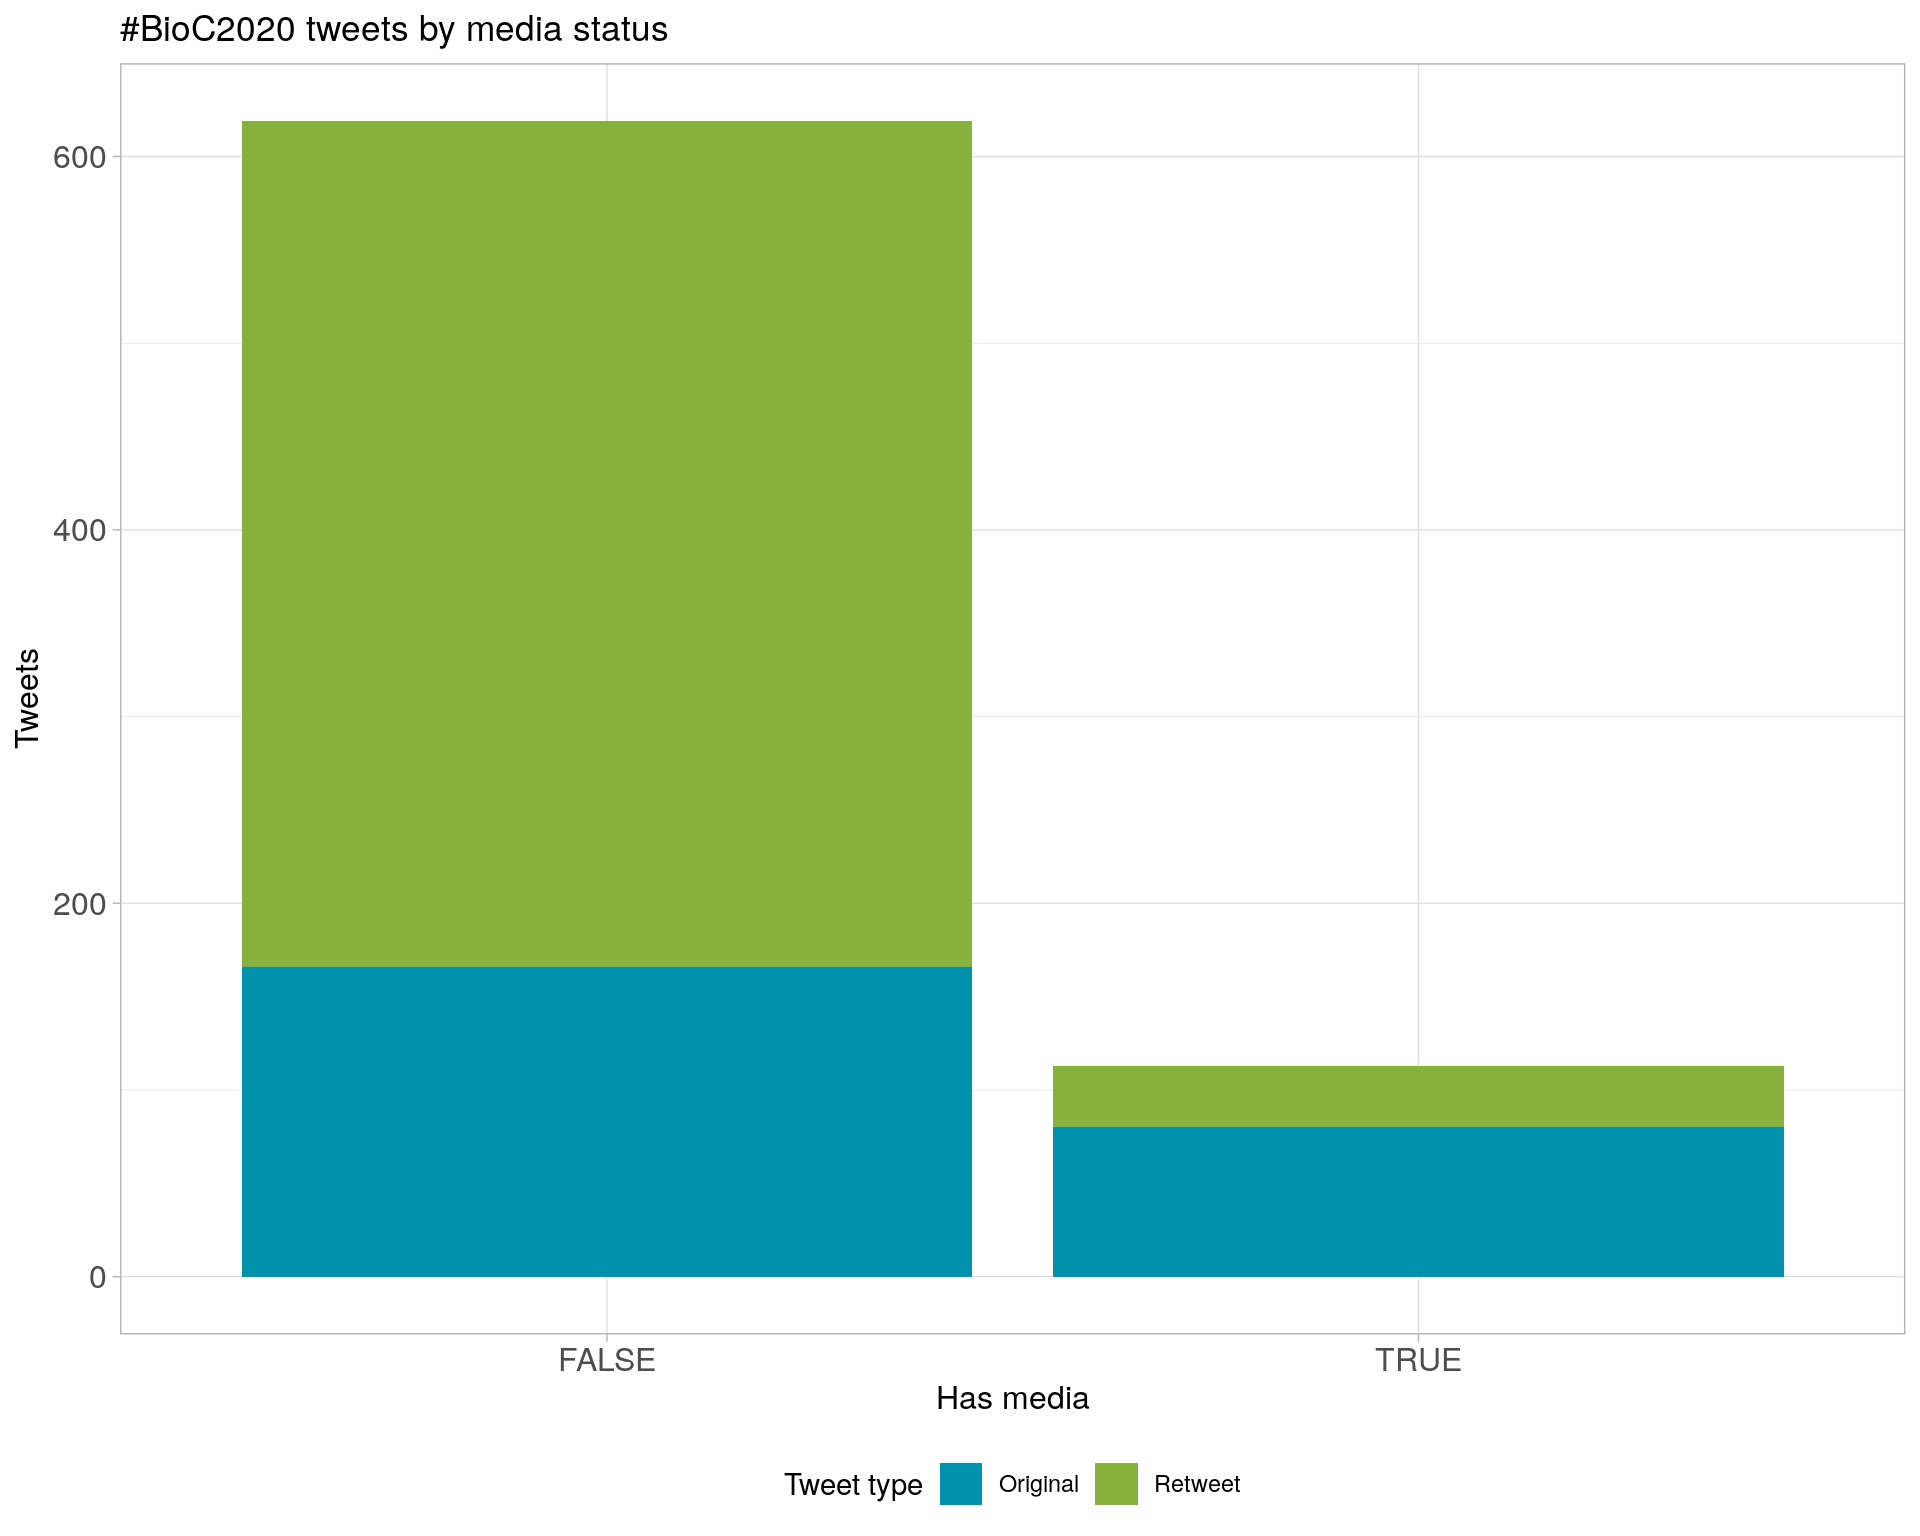 #BioC2020 tweets by media status
600
400
200
0
Tweets
FALSE TRUE
Has media
Tweet type Original Retweet